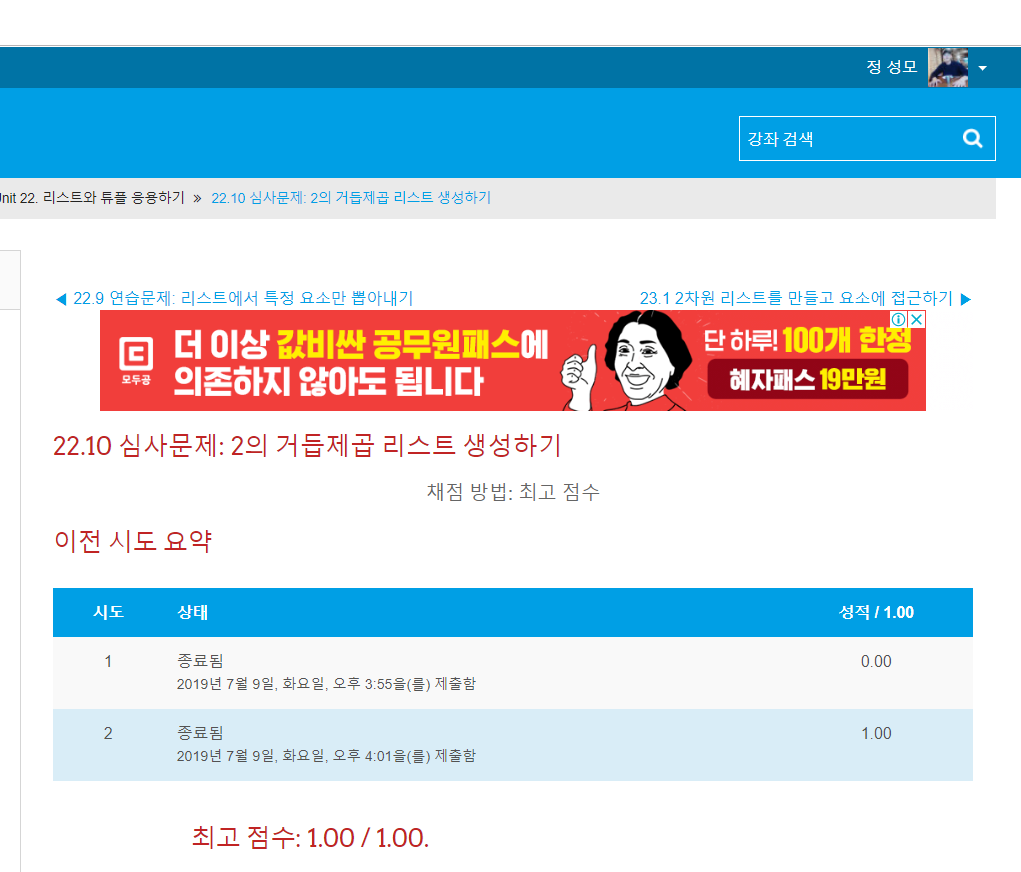 정 성모
강좌 검색
Unit 22. 리스트와 튜플 응용하기 » 22.10 심사문제: 2의 거듭제곱 리스트 생성하기
◀ 22.9 연습문제: 리스트에서 특정 요소만 뽑아내기
23.1 2차원 리스트를 만들고 요소에 접근하기 ▶
모두공
더 이상 값비싼 공무원패스에
의존하지 않아도 됩니다
단 하루! 100개 한정
혜자패스 19만원
22.10 심사문제: 2의 거듭제곱 리스트 생성하기
채점 방법: 최고 점수
이전 시도 요약
시도 상태 성적 / 1.00
1 종료됨 0.00
2019년 7월 9일, 화요일, 오후 3:55을(를) 제출함
2 종료됨 1.00
2019년 7월 9일, 화요일, 오후 4:01을(를) 제출함
최고 점수: 1.00 / 1.00.